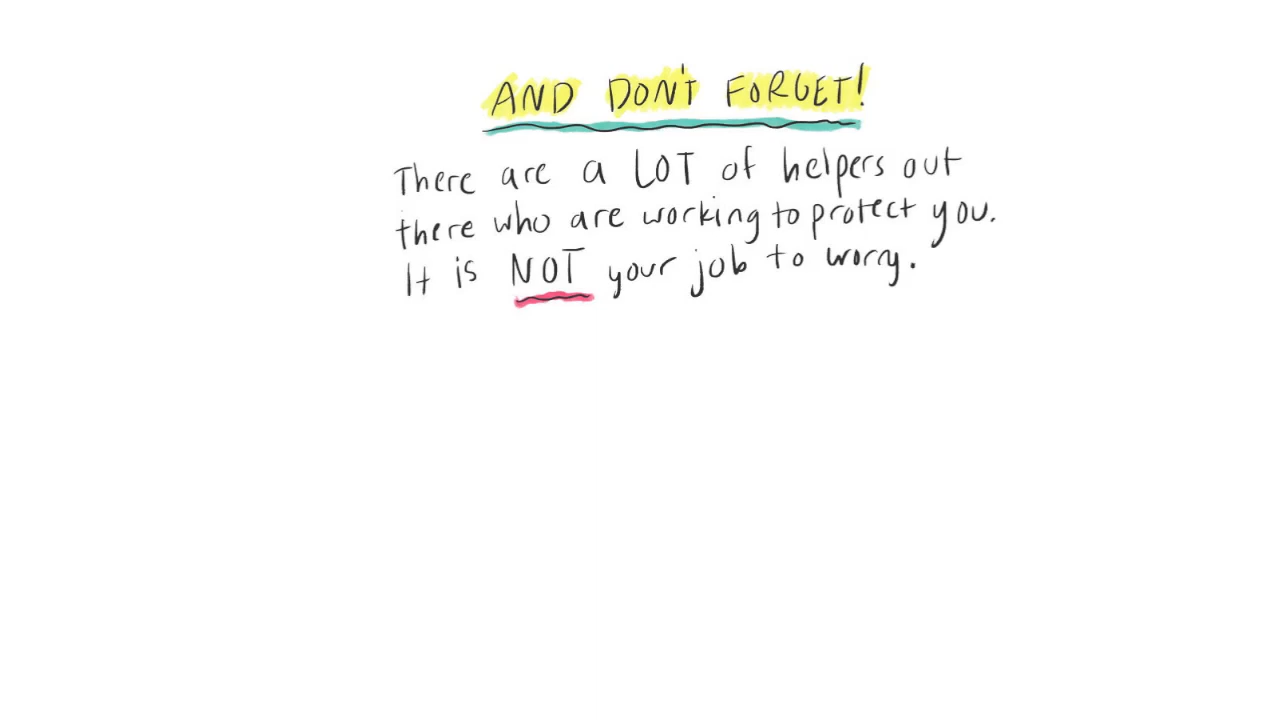 AND DON'T FORGET!
There are a LOT of helpers out
there who are working to protect you.
It is NOT your job to worry.